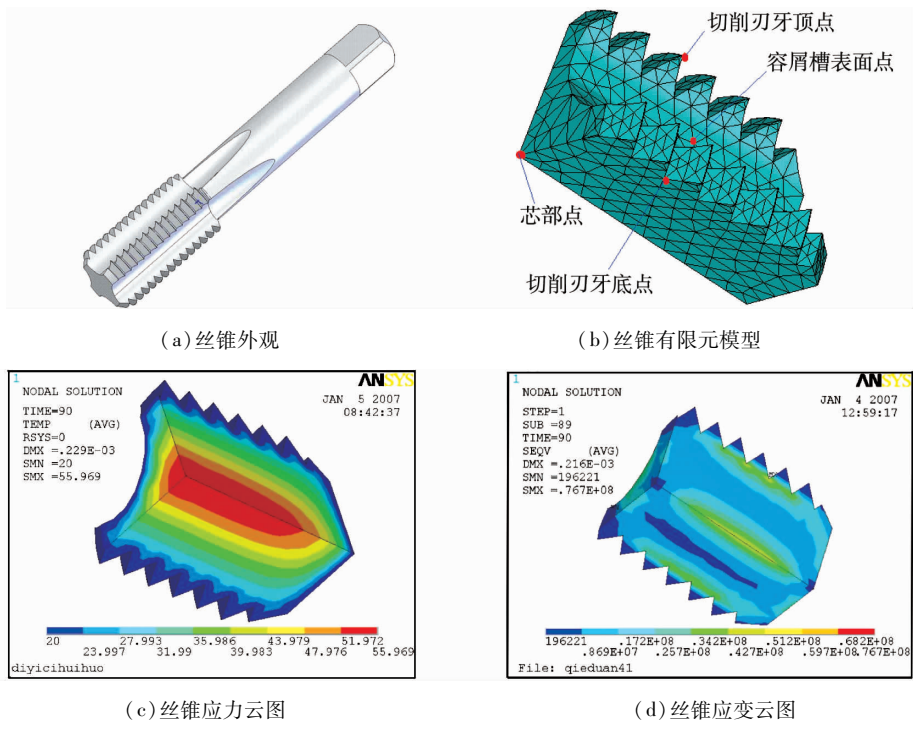 切削刃牙顶点
容屑槽表面点
芯部点
切削刃牙底点
(a)丝锥外观
(b)丝锥有限元模型
1
ANSYS
NODAL SOLUTION
JAN 5 2007
08:42:37
TIME=90
TEMP (AVG)
RSYS=0
DMX =.229E-03
SMN =20
SMX =55.969
20 27.993 35.986 43.979 51.972
23.997 31.99 39.983 47.976 55.969
diyicihuihuo
1
ANSYS
NODAL SOLUTION
JAN 4 2007
12:59:17
STEP=1
SUB =89
TIME=90
SEQV (AVG)
DMX =.216E-03
SMN =196221
SMX =.767E+08
196221 .172E+08 .342E+08 .512E+08 .682E+08
.869E+07 .257E+08 .427E+08 .597E+08 .767E+08
File: qieduan41
(c)丝锥应力云图
(d)丝锥应变云图